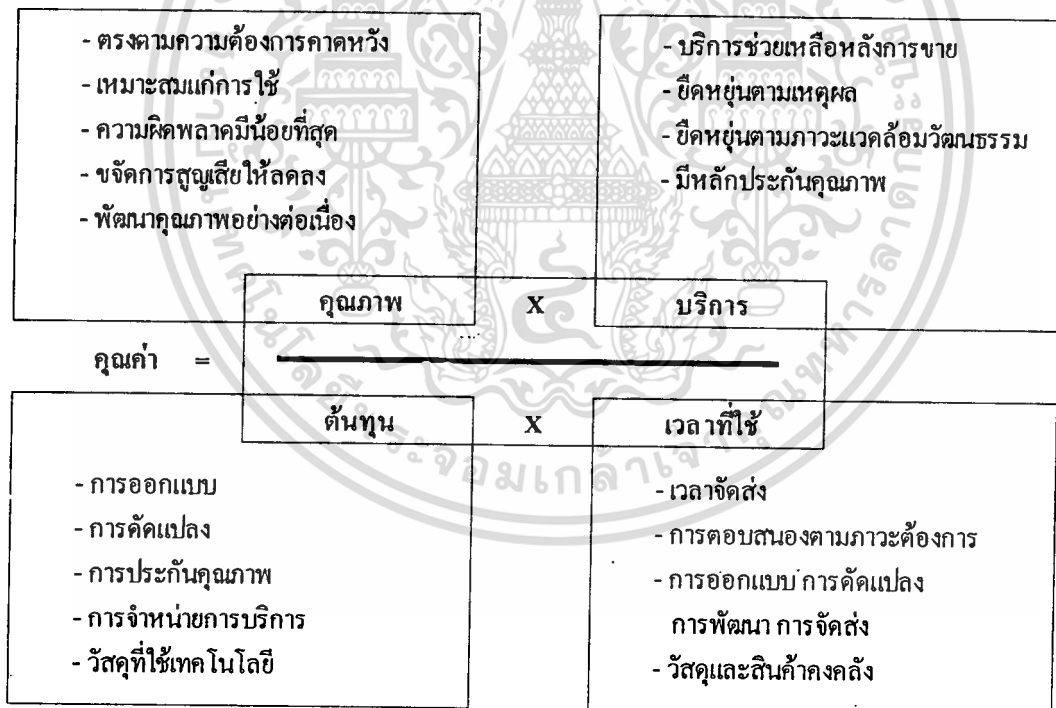 - ตรงตามความต้องการคาดหวัง
- เหมาะสมแก่การใช้
- ความผิดพลาดมีน้อยที่สุด
- ขจัดการสูญเสียให้ลดลง
- พัฒนาคุณภาพอย่างต่อเนื่อง
- บริการช่วยเหลือหลังการขาย
- ยืดหยุ่นตามเหตุผล
- ยืดหยุ่นตามภาวะแวดล้อมวัฒนธรรม
- มีหลักประกันคุณภาพ
คุณภาพ X บริการ
คุณค่า =
ต้นทุน X เวลาที่ใช้
- การออกแบบ
- การดัดแปลง
- การประกันคุณภาพ
- การจำหน่ายการบริการ
- วัสดุที่ใช้เทคโนโลยี
- เวลาจัดส่ง
- การตอบสนองตามภาวะต้องการ
- การออกแบบ การดัดแปลง
การพัฒนา การจัดส่ง
- วัสดุและสินค้าคงคลัง